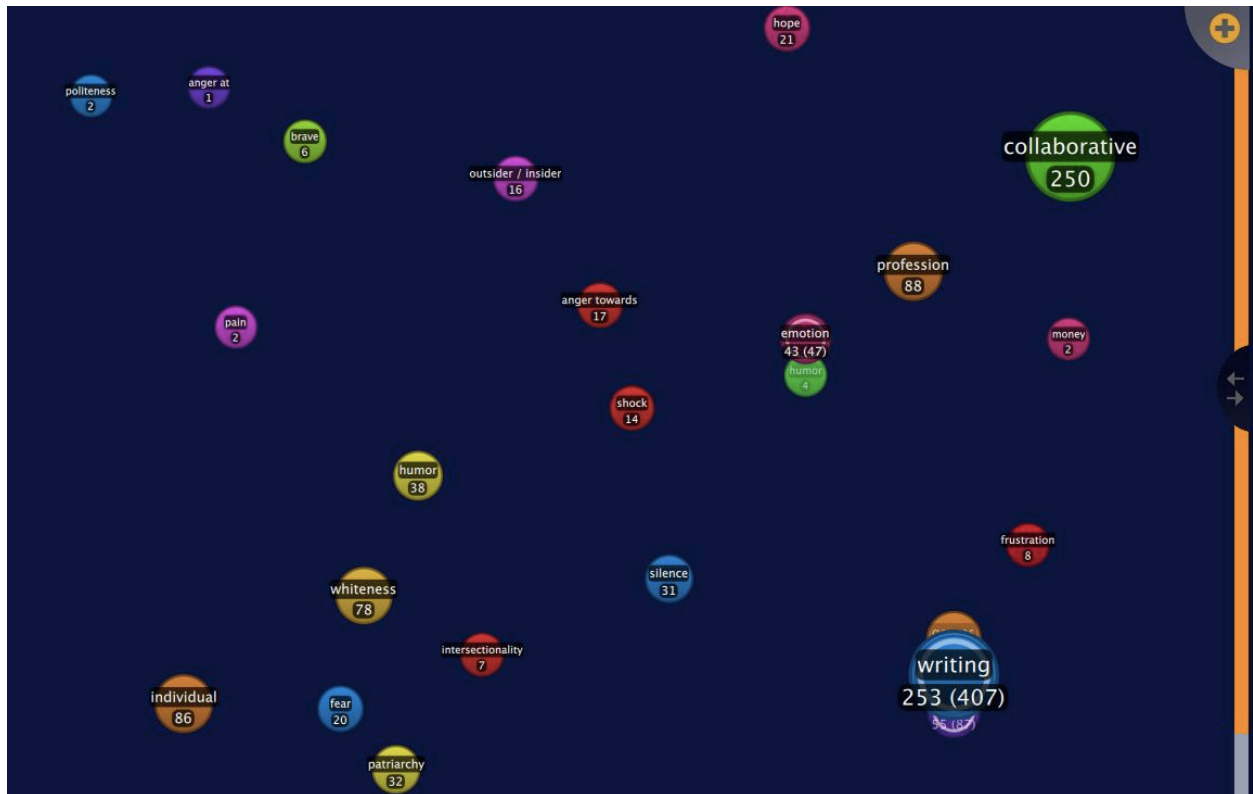 hope
21
politeness
2
anger at
1
brave
6
collaborative
250
outsider / insider
16
profession
88
anger towards
17
pain
2
emotion
43 (47)
money
2
humor
4
shock
14
humor
38
frustration
8
silence
31
whiteness
78
intersectionality
7
writing
253 (407)
individual
86
fear
20
55 (87)
patriarchy
32